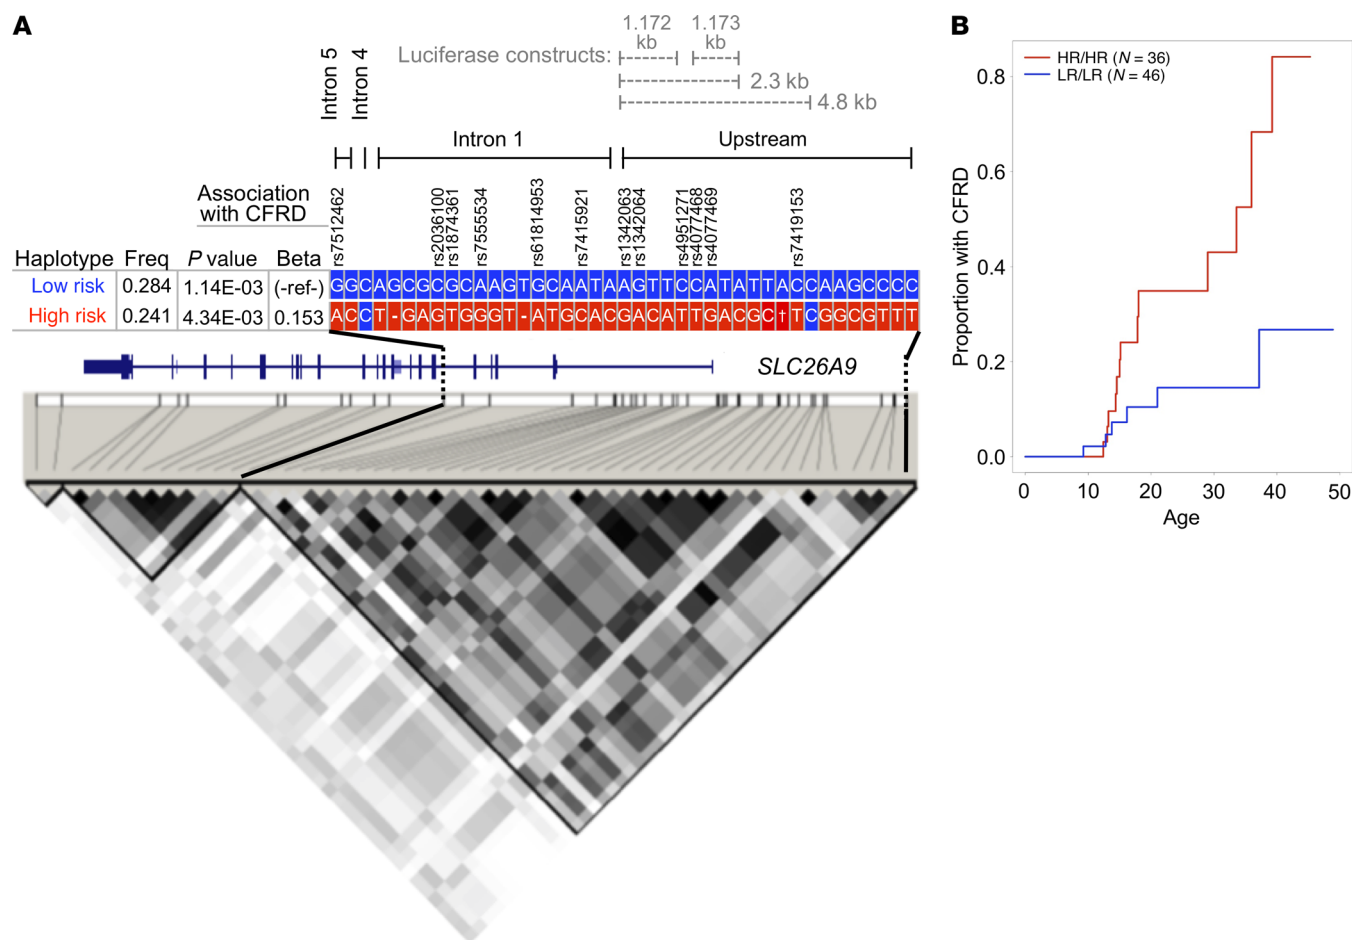 A
B
1.172 kb
1.173 kb
Luciferase constructs:
2.3 kb
4.8 kb
Intron 5
Intron 4
Intron 1
Upstream
Association with CFRD
rs7512462
rs2036100
rs1874361
rs7555534
rs61814953
rs7415921
rs1342063
rs1342064
rs4951271
rs4077468
rs4077469
rs7419153
Haplotype Freq P value Beta
Low risk 0.284 1.14E-03 (-ref-) GGCAGCGCGCAAGTGCAATAAGTTCCATATTACCAAGCCCC
High risk 0.241 4.34E-03 0.153 ACCT-GAGTGGGT-ATGCACGACATTGACGC†TCGGCGTTT
SLC26A9
HR/HR (N = 36)
LR/LR (N = 46)
Proportion with CFRD
0.8
0.6
0.4
0.2
0.0
0 10 20 30 40 50
Age